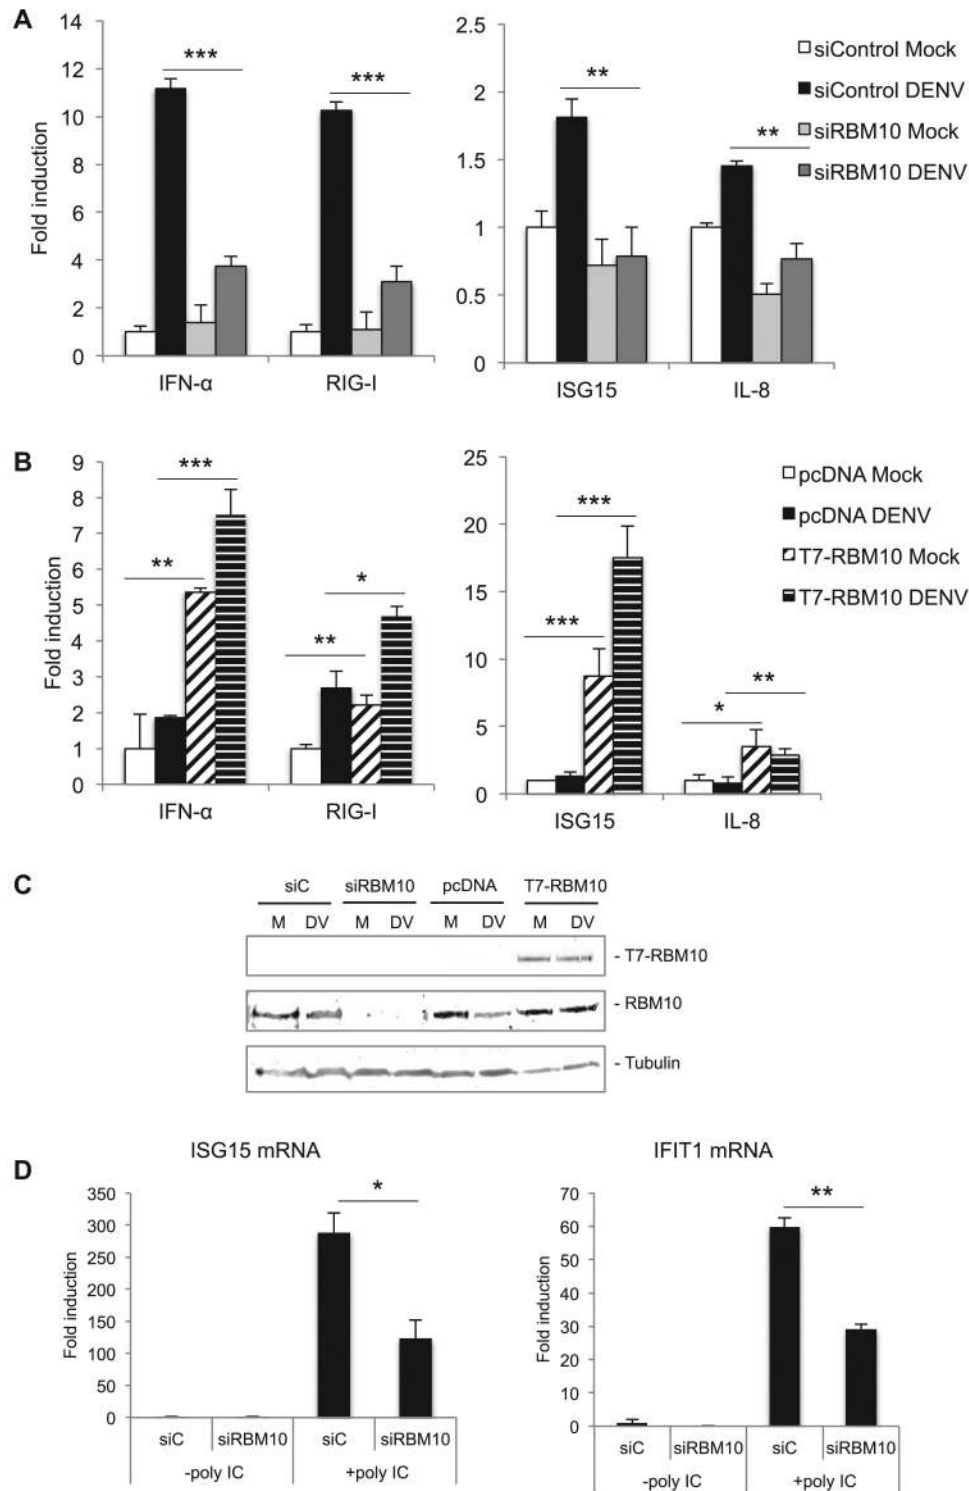 A
14
12
10
8
6
4
2
0
Fold induction
***
***
IFN-α
RIG-I
2.5
2
1.5
1
0.5
0
**
**
ISG15
IL-8
siControl Mock
siControl DENV
siRBM10 Mock
siRBM10 DENV
B
9
8
7
6
5
4
3
2
1
0
Fold induction
***
**
*
**
IFN-α
RIG-I
25
20
15
10
5
0
***
***
**
*
ISG15
IL-8
pcDNA Mock
pcDNA DENV
T7-RBM10 Mock
T7-RBM10 DENV
C
siC siRBM10 pcDNA T7-RBM10
M DV M DV M DV M DV
- T7-RBM10
- RBM10
- Tubulin
D
ISG15 mRNA
350
300
250
200
150
100
50
0
Fold induction
*
siC siRBM10 siC siRBM10
-poly IC +poly IC
IFIT1 mRNA
70
60
50
40
30
20
10
0
Fold induction
**
siC siRBM10 siC siRBM10
-poly IC +poly IC